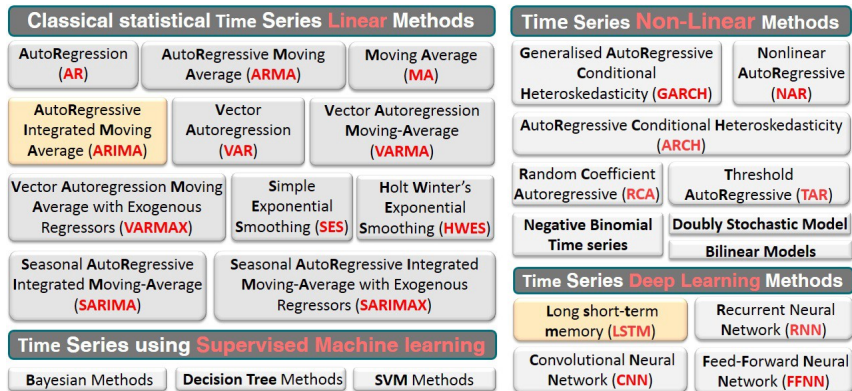 Classical statistical Time Series Linear Methods
AutoRegression
(AR)
AutoRegressive Moving
Average (ARMA)
Moving Average
(MA)
AutoRegressive
Integrated Moving
Average (ARIMA)
Vector
Autoregression
(VAR)
Vector Autoregression
Moving-Average
(VARMA)
Vector Autoregression Moving
Average with Exogenous
Regressors (VARMAX)
Simple
Exponential
Smoothing (SES)
Holt Winter's
Exponential
Smoothing (HWES)
Seasonal AutoRegressive
Integrated Moving-Average
(SARIMA)
Seasonal AutoRegressive Integrated
Moving-Average with Exogenous
Regressors (SARIMAX)
Time Series using Supervised Machine learning
Bayesian Methods
Decision Tree Methods
SVM Methods
Time Series Non-Linear Methods
Generalised AutoRegressive
Conditional
Heteroskedasticity (GARCH)
Nonlinear
AutoRegressive
(NAR)
AutoRegressive Conditional Heteroskedasticity
(ARCH)
Random Coefficient
Autoregressive (RCA)
Threshold
AutoRegressive (TAR)
Negative Binomial
Time series
Doubly Stochastic Model
Bilinear Models
Time Series Deep Learning Methods
Long short-term
memory (LSTM)
Recurrent Neural
Network (RNN)
Convolutional Neural
Network (CNN)
Feed-Forward Neural
Network (FFNN)